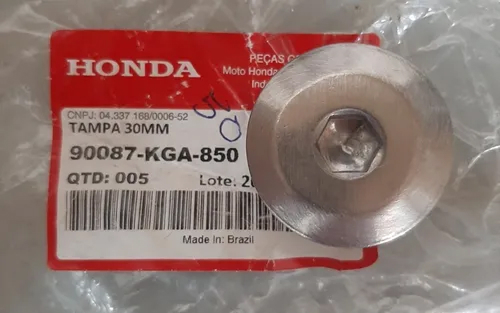 PEÇAS
HONDA
Moto Honda
CNPJ: 04.337.168/0006-52
TAMPA 30MM
90087-KGA-850
QTD: 005 Lote:
Made in: Brazil